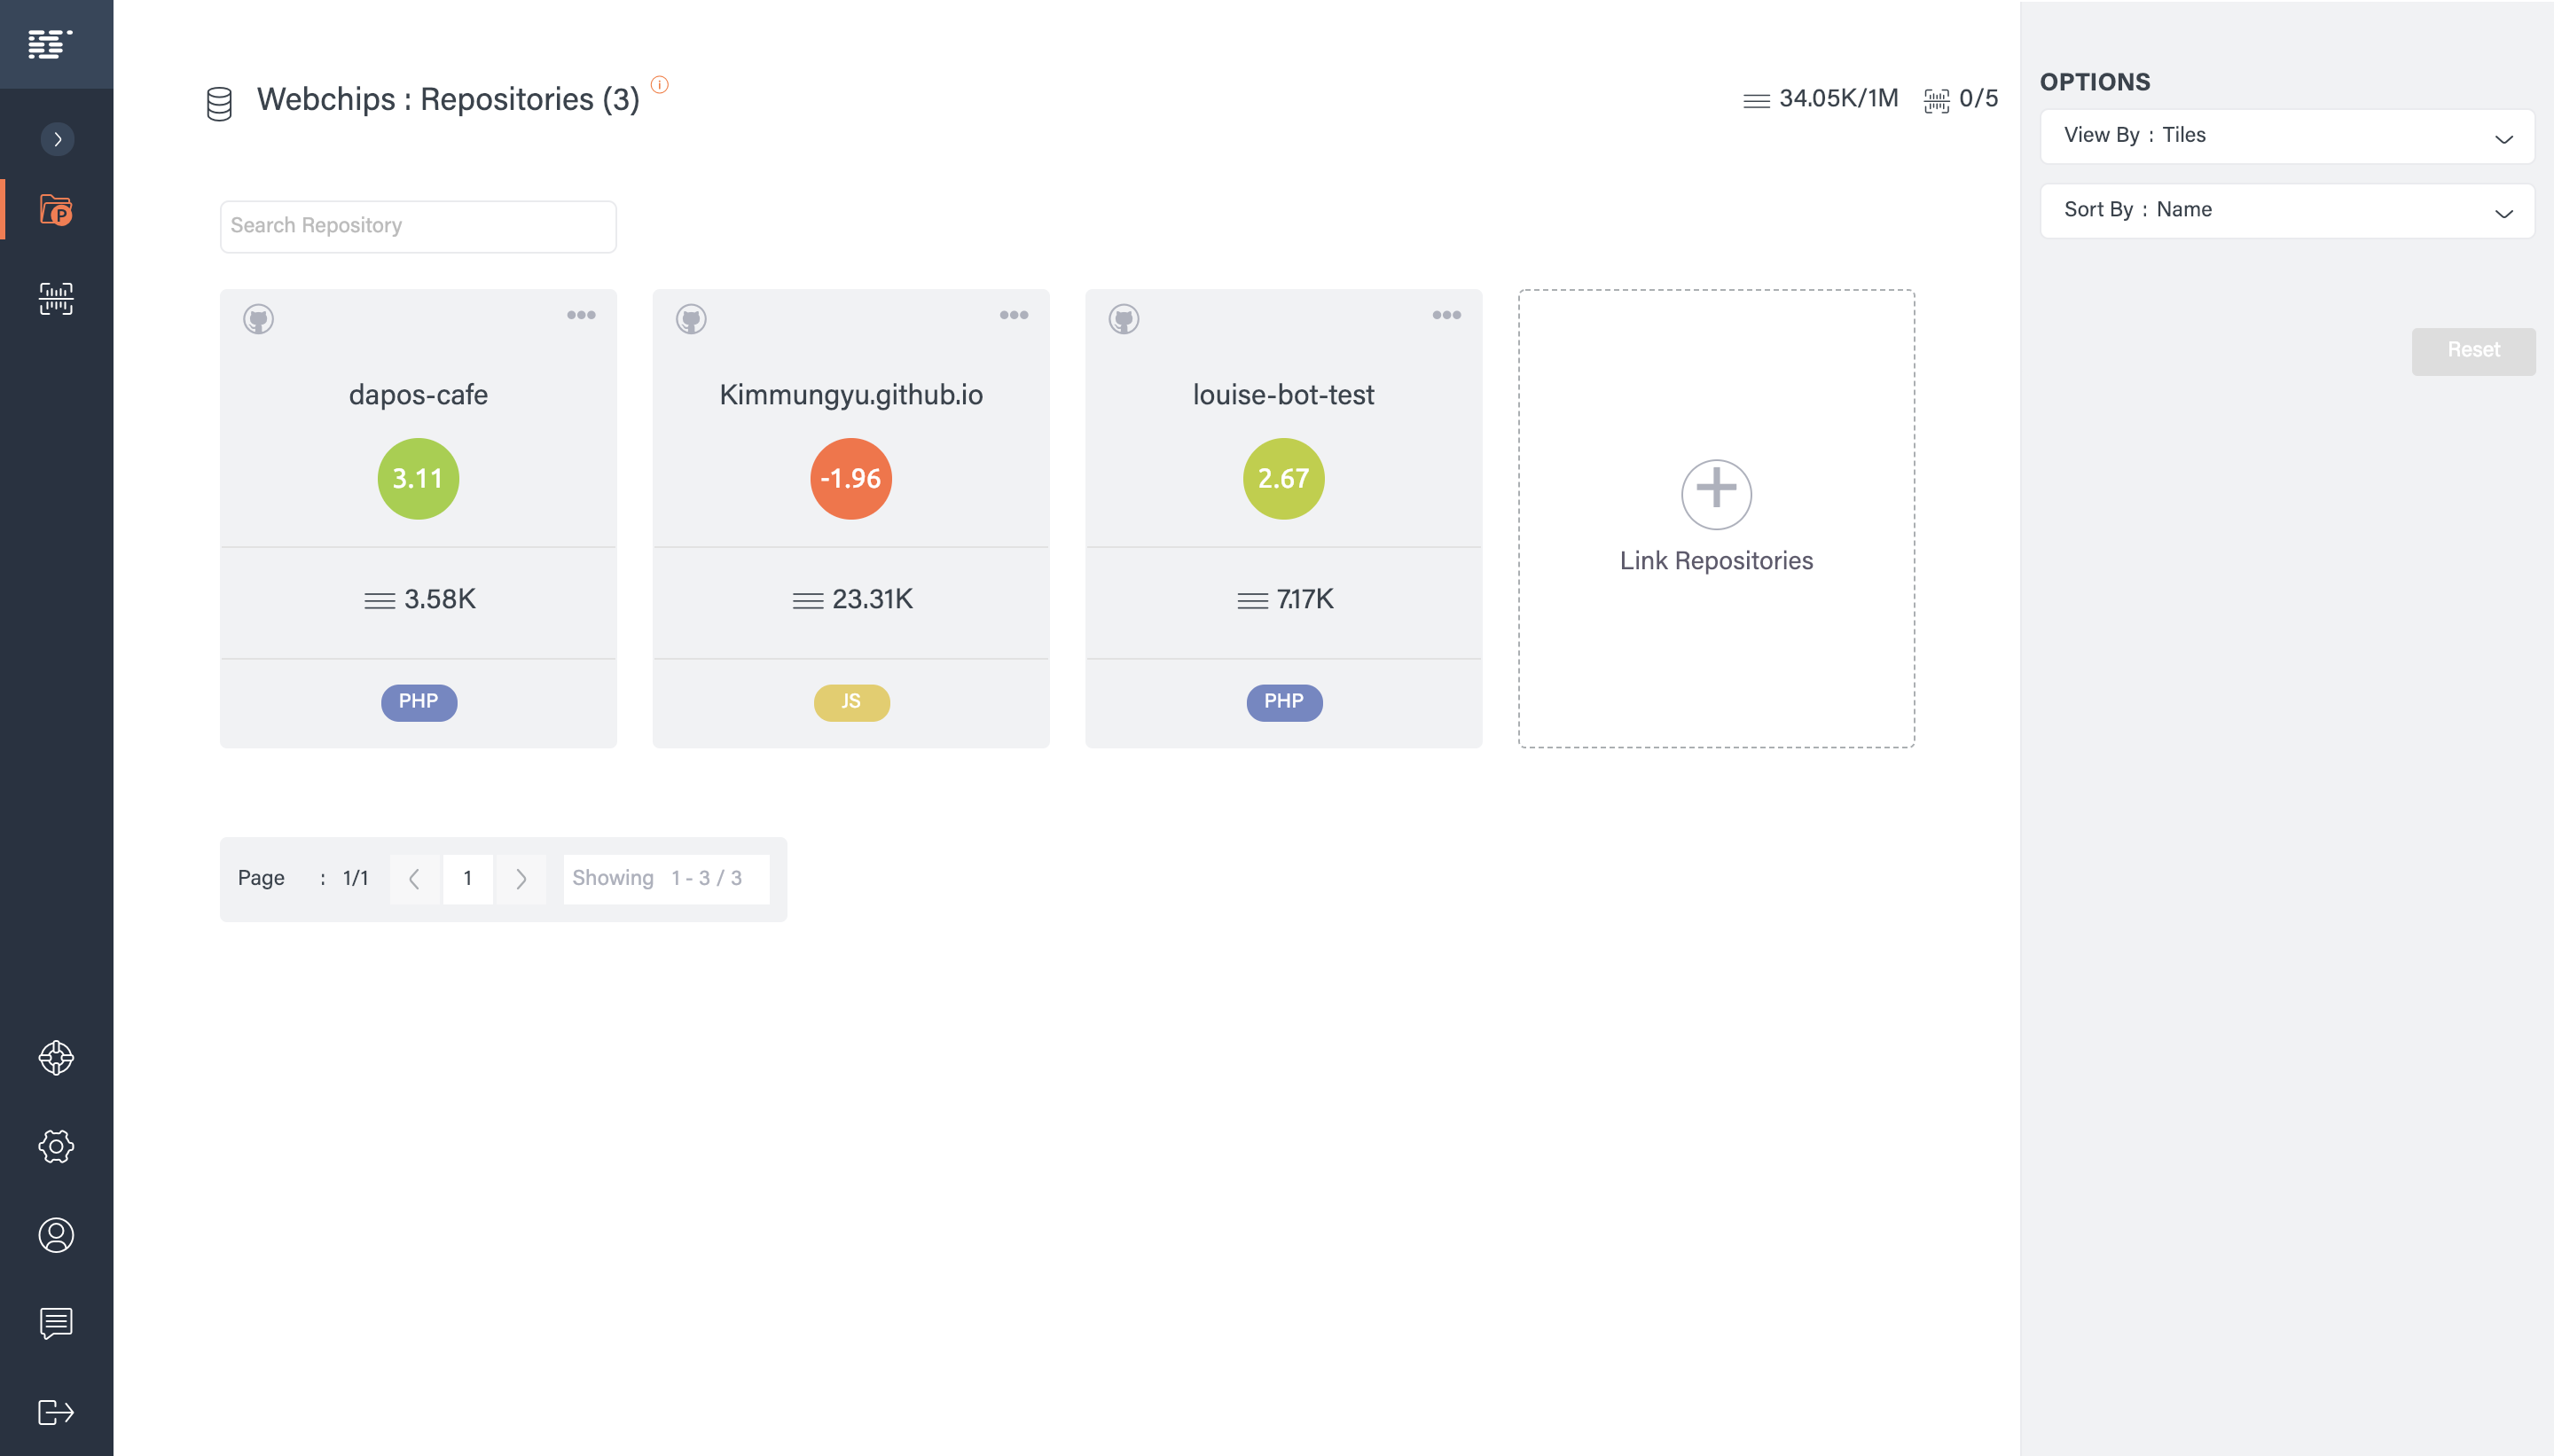 Webchips : Repositories (3)
34.05K/1M 0/5
OPTIONS
View By : Tiles
Sort By : Name
Reset
Search Repository
dapos-cafe
3.11
3.58K
PHP
Kimmungyu.github.io
-1.96
23.31K
JS
louise-bot-test
2.67
7.17K
PHP
Link Repositories
Page : 1/1 1 Showing 1 - 3 / 3